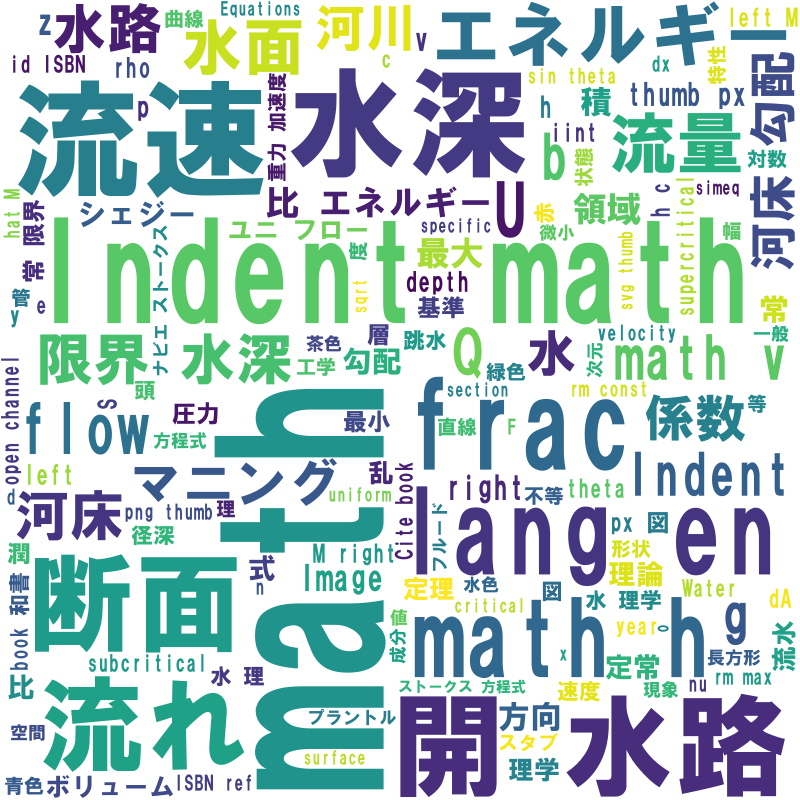 z
水路
曲線
Equations
水面
河川
v
エネルギー
left M
id ISBN
rho
c
sin theta
dx
特性
勾配
p
重力 加速度
流速
水深
h
積
thumb px
iint
b
状態
流量
対数
hat M
常 限界
シェジー
比 エネルギー
U
specific
赤
領域
h c
simeq
河床
supercritical
微小
幅
ユニ フロー
度
最大
Indent
math
管
e
y
ナビエ ストークス
sqrt
depth
基準
svg thumb
常
限界 水深
茶色
層
跳水
勾配
工学
Q
水
velocity
次元
一般
math v
頭
緑色
rm const
open channel
s
圧力
flow
方程式
最小
section
frac
直線
F
係数
等
left
a
マニング
乱
uniform
right
不等
theta
Indent
河床
png thumb
理
径深
math
Cite book
フルード
lang en
px 図
形状
理論
潤
断面
式
n
M right
Image
定理
水色
図
水 理学
Water
dA
book 和書
値
成分
critical
year
o
math h
g
流水
subcritical
比
水 理
x
定常
長方形
rm max
ストークス 方程式
速度
現象
nu
流れ
空間
プラントル
surface
開水路
方向
スタブ
理学
青色
ボリューム
ISBN ref